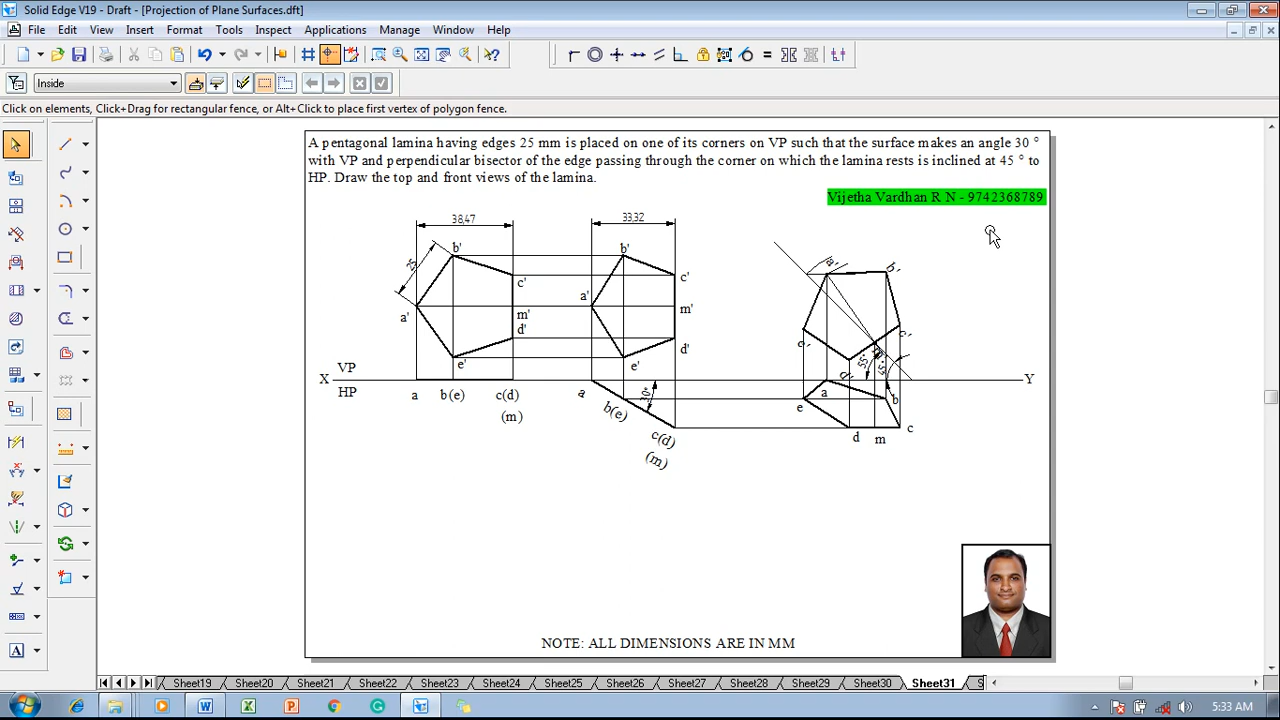 Solid Edge V19 - Draft - [Projection of Plane Surfaces.dft]
File Edit View Insert Format Tools Inspect Applications Manage Window Help
Inside
Click on elements, Click+Drag for rectangular fence, or Alt+Click to place first vertex of polygon fence.
A pentagonal lamina having edges 25 mm is placed on one of its corners on VP such that the surface makes an angle 30 °
with VP and perpendicular bisector of the edge passing through the corner on which the lamina rests is inclined at 45 ° to
HP. Draw the top and front views of the lamina.
Vijetha Vardhan R N - 9742368789
38,47 33,32
b' b' a' b'
25
c' c'
a' a' m' m' c' c'
d' d'
e' e' 55° 45°
VP d'
X Y
HP 30° a b
a b(e) c(d) a b(e) e
(m) c(d) d m c
(m)
NOTE: ALL DIMENSIONS ARE IN MM
Sheet19 Sheet20 Sheet21 Sheet22 Sheet23 Sheet24 Sheet25 Sheet26 Sheet27 Sheet28 Sheet29 Sheet30 Sheet31 S
5:33 AM